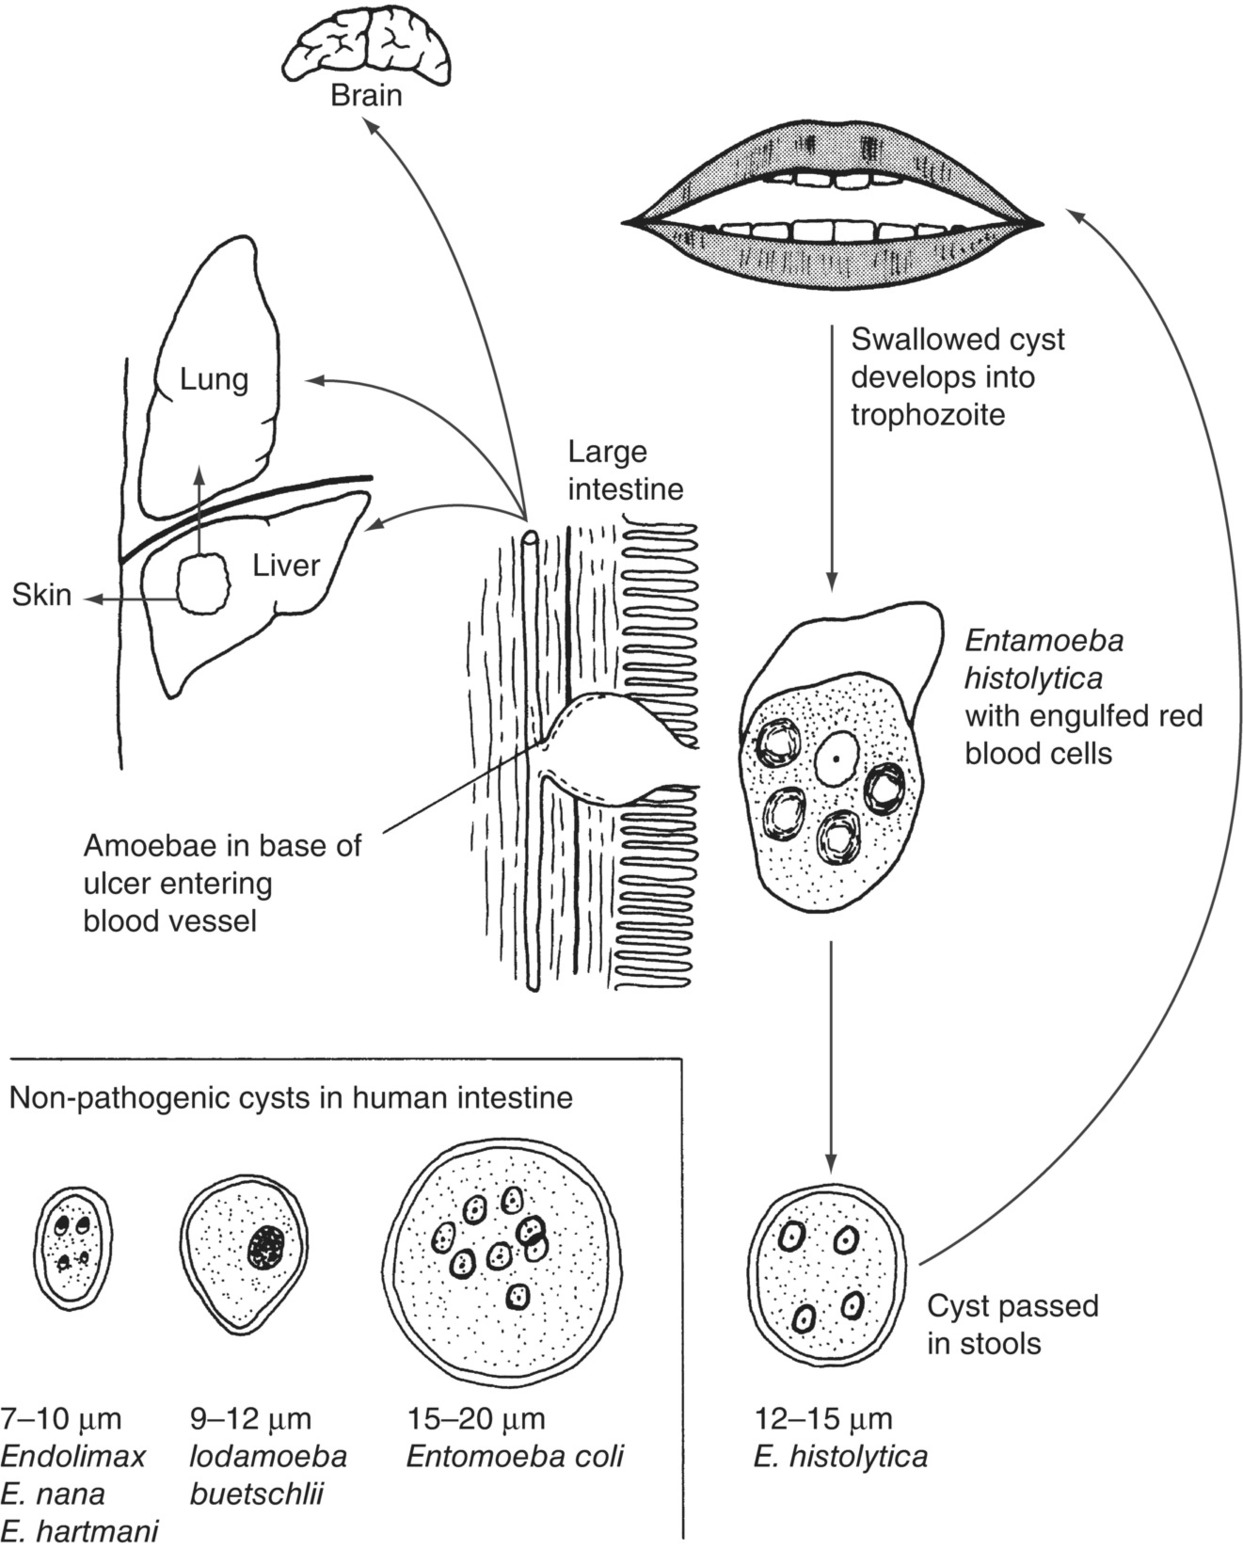 Brain
Swallowed cyst
develops into
trophozoite
Lung
Large
intestine
Liver
Skin
Entamoeba
histolytica
with engulfed red
blood cells
Amoebae in base of
ulcer entering
blood vessel
Non-pathogenic cysts in human intestine
Cyst passed
in stools
7–10 μm
Endolimax
E. nana
E. hartmani
9–12 μm
lodamoeba
buetschlii
15–20 μm
Entomoeba coli
12–15 μm
E. histolytica